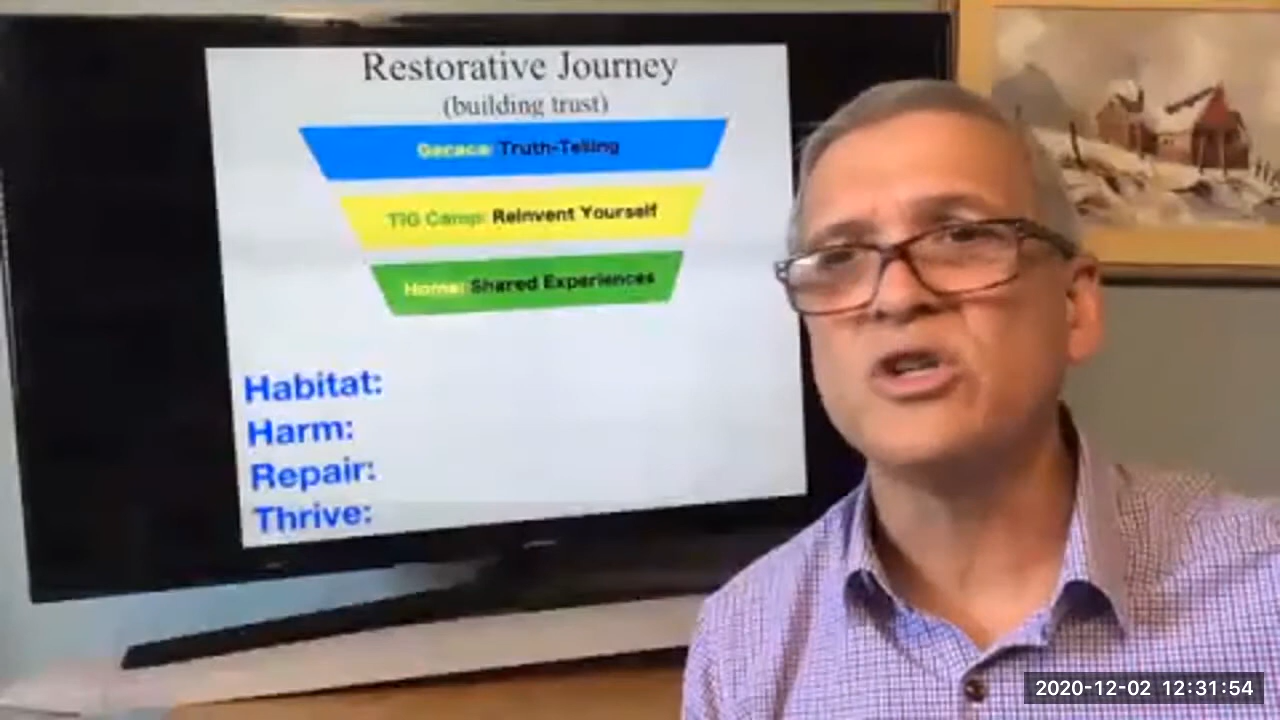 Restorative Journey
(building trust)
Gacaca: Truth-Telling
TIG Camp: Reinvent Yourself
Home: Shared Experiences
Habitat:
Harm:
Repair:
Thrive:
2020-12-02 12:31:54